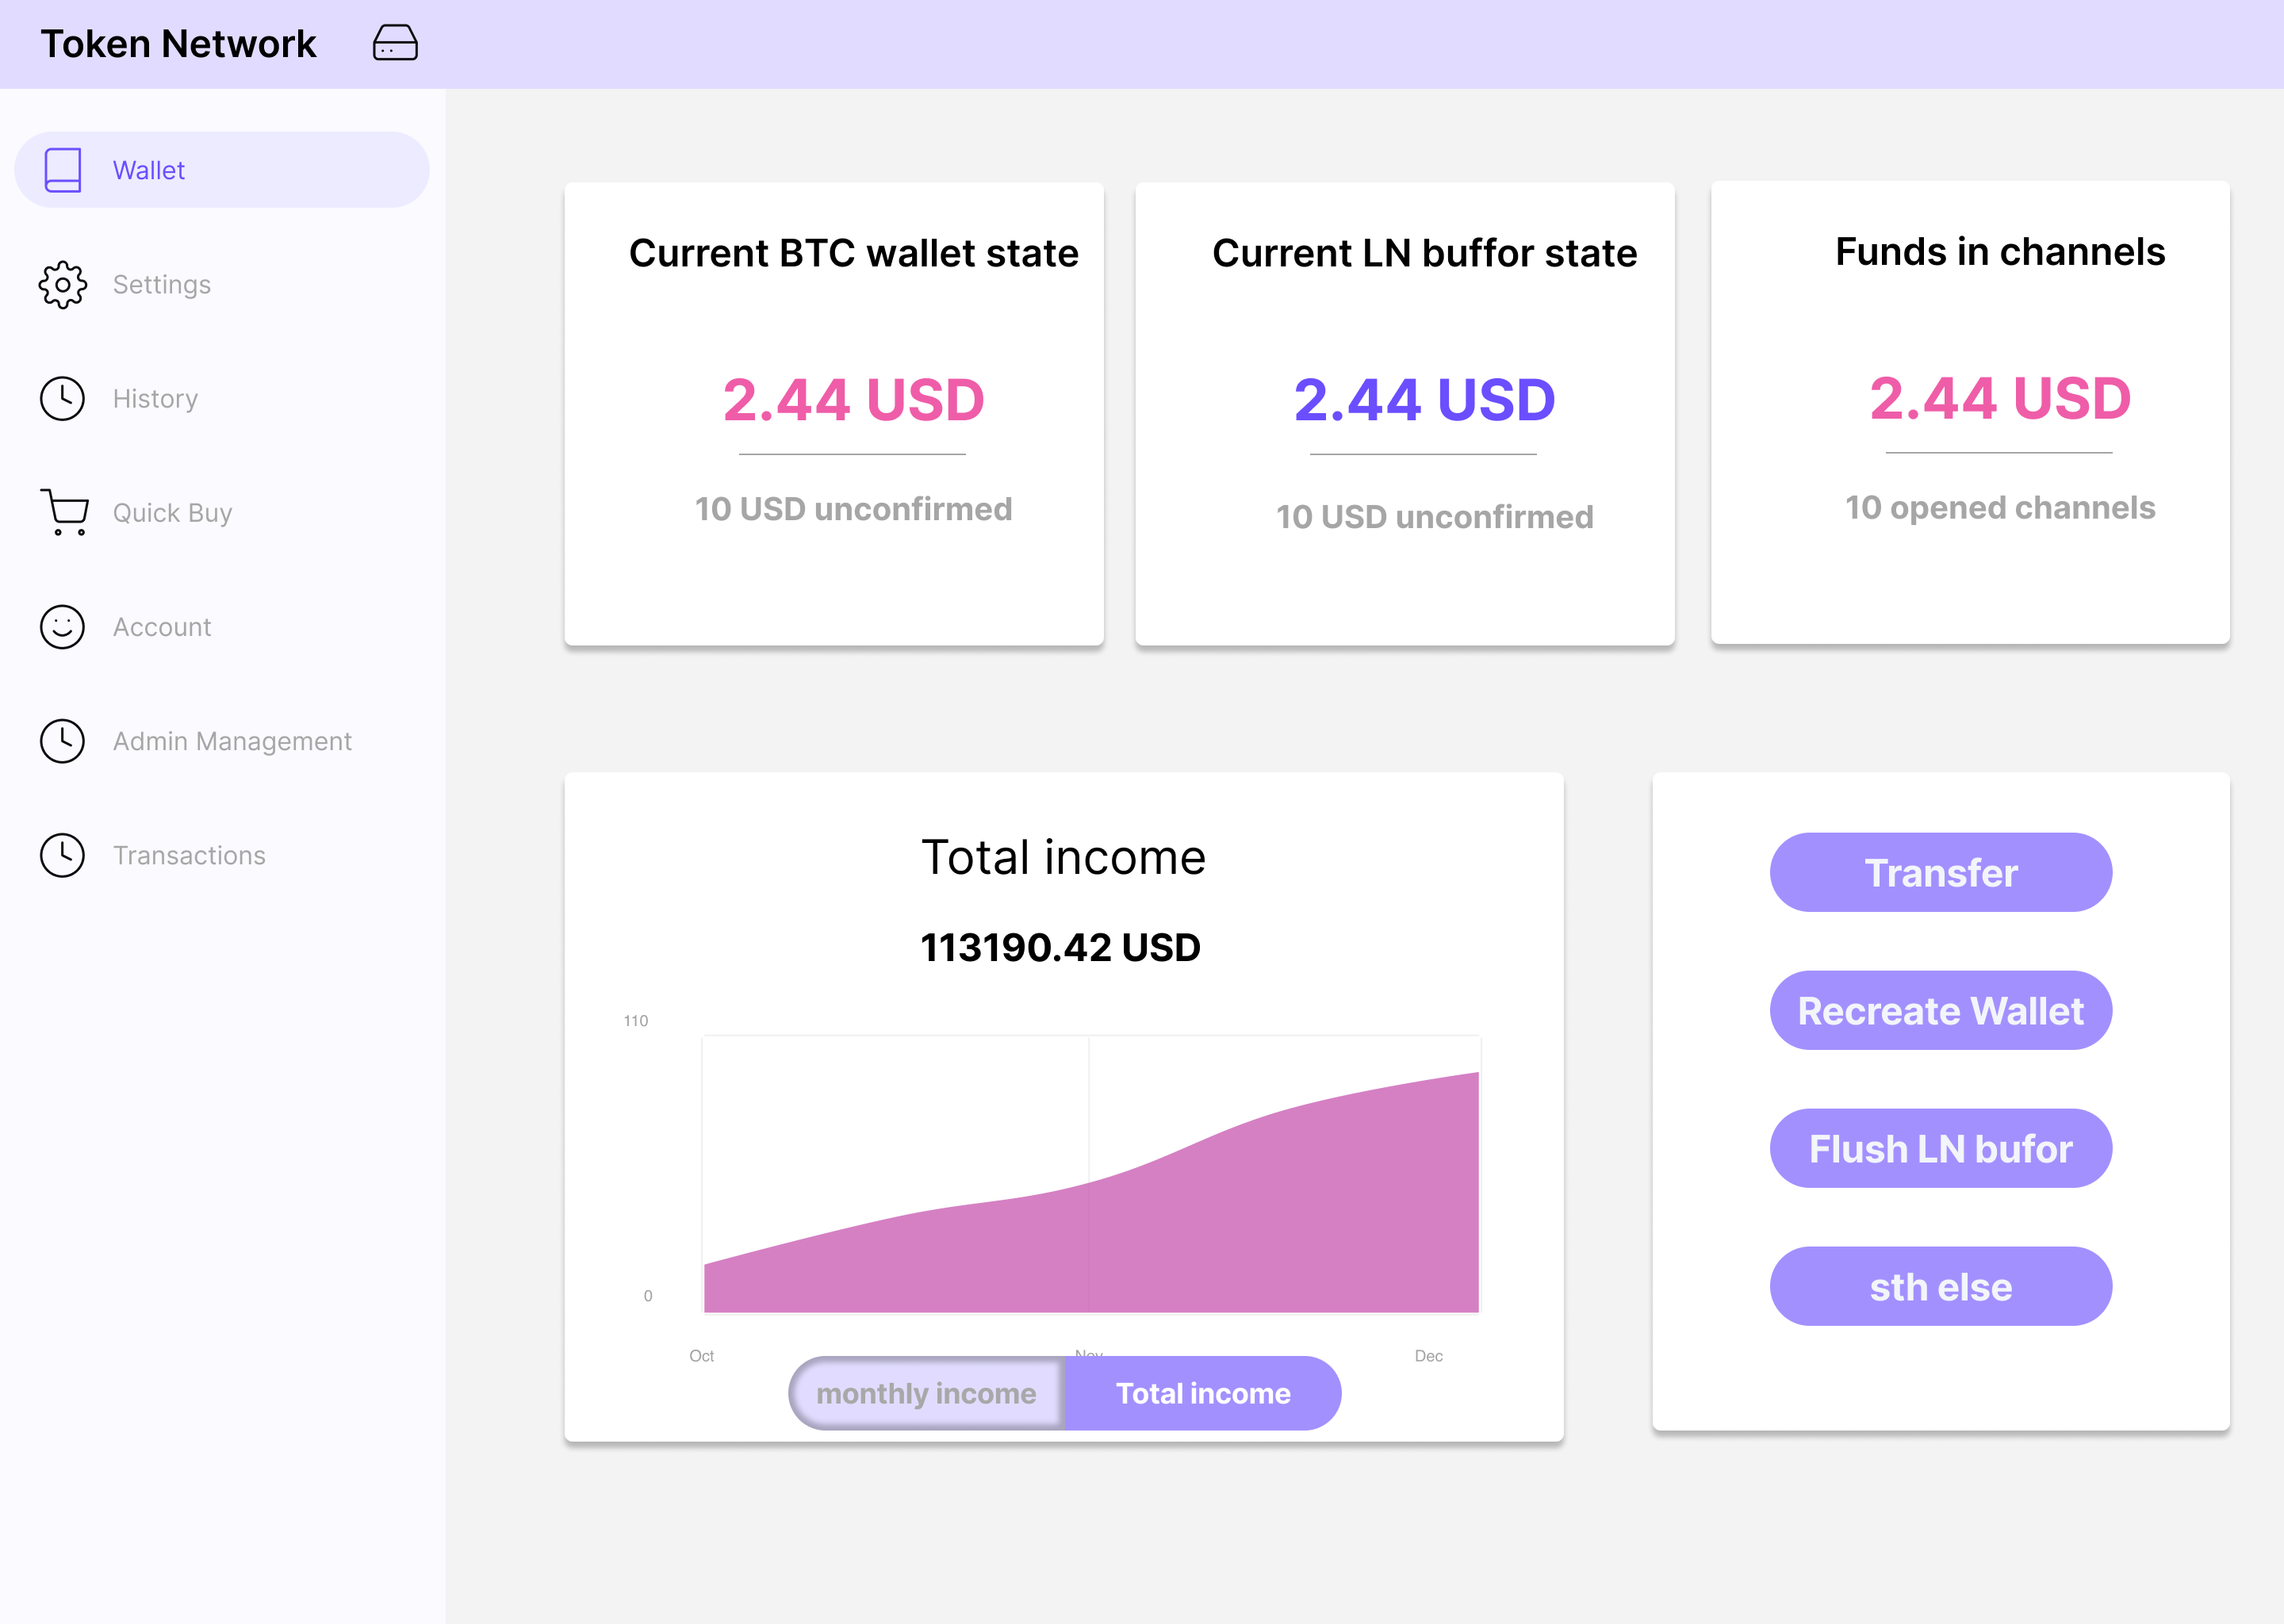 Token Network
Wallet
Settings
History
Quick Buy
Account
Admin Management
Transactions
Current BTC wallet state
2.44 USD
10 USD unconfirmed
Current LN buffor state
2.44 USD
10 USD unconfirmed
Funds in channels
2.44 USD
10 opened channels
Total income
113190.42 USD
110
0
Oct
Nov
Dec
monthly income
Total income
Transfer
Recreate Wallet
Flush LN bufor
sth else